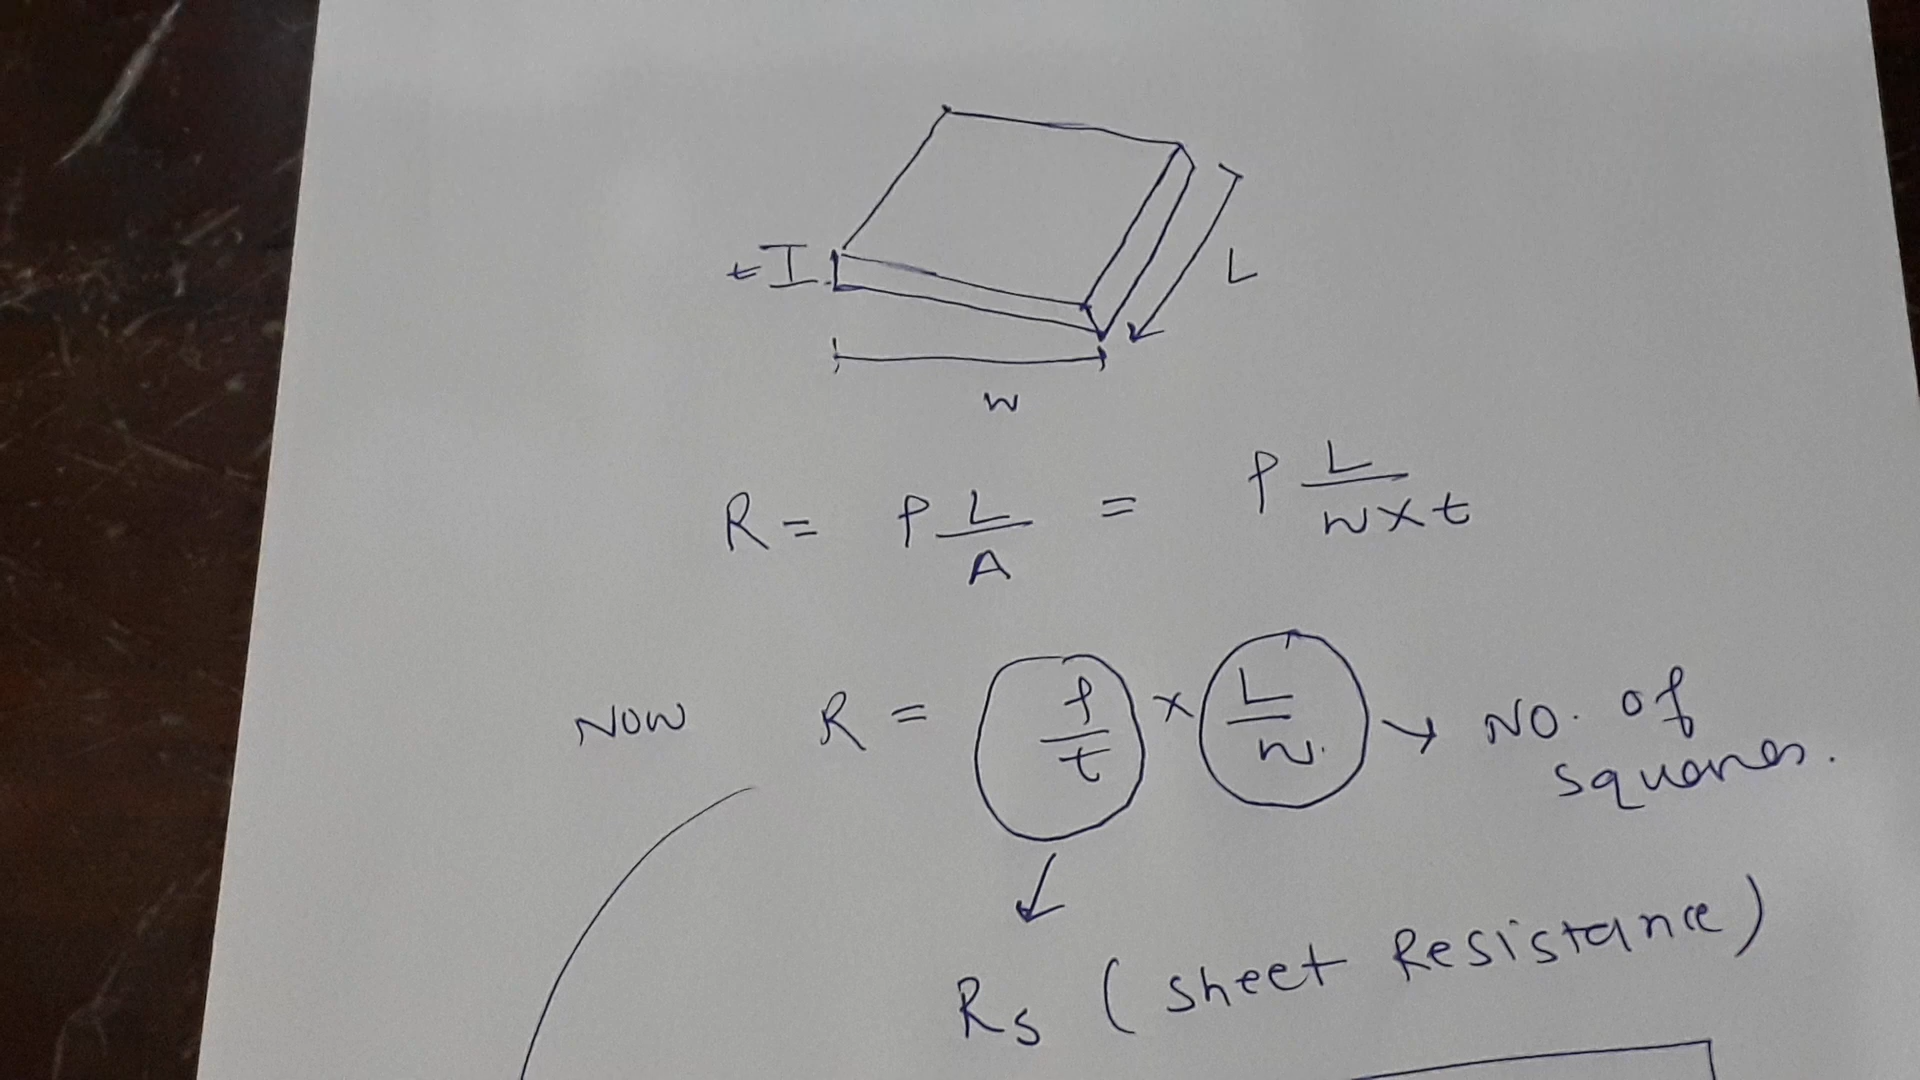 t
L
W
R = ρ L/A = ρ L/(W×t)
NOW R = ρ/t × L/W. → NO. of
squares.
Rs (Sheet Resistance)